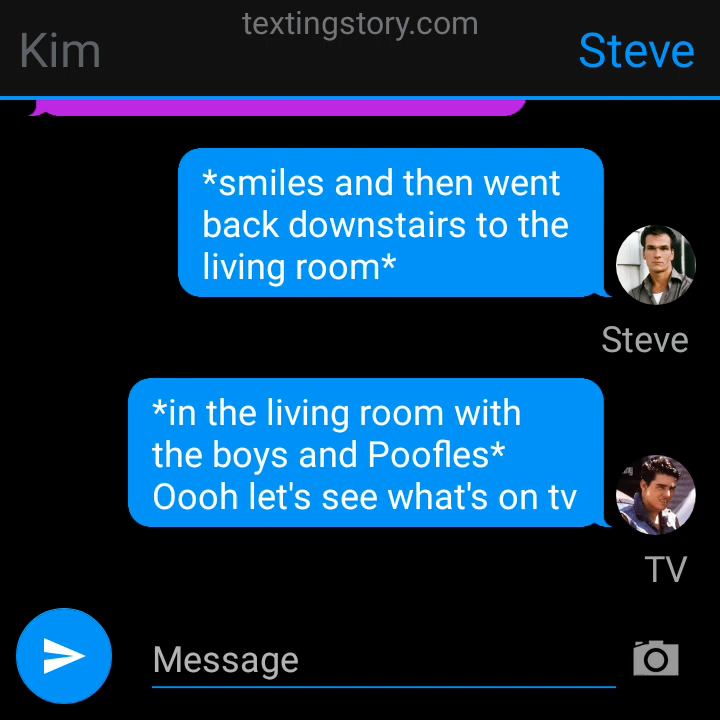 textingstory.com
Kim
Steve
*smiles and then went
back downstairs to the
living room*
Steve
*in the living room with
the boys and Poofles*
Oooh let's see what's on tv
TV
Message